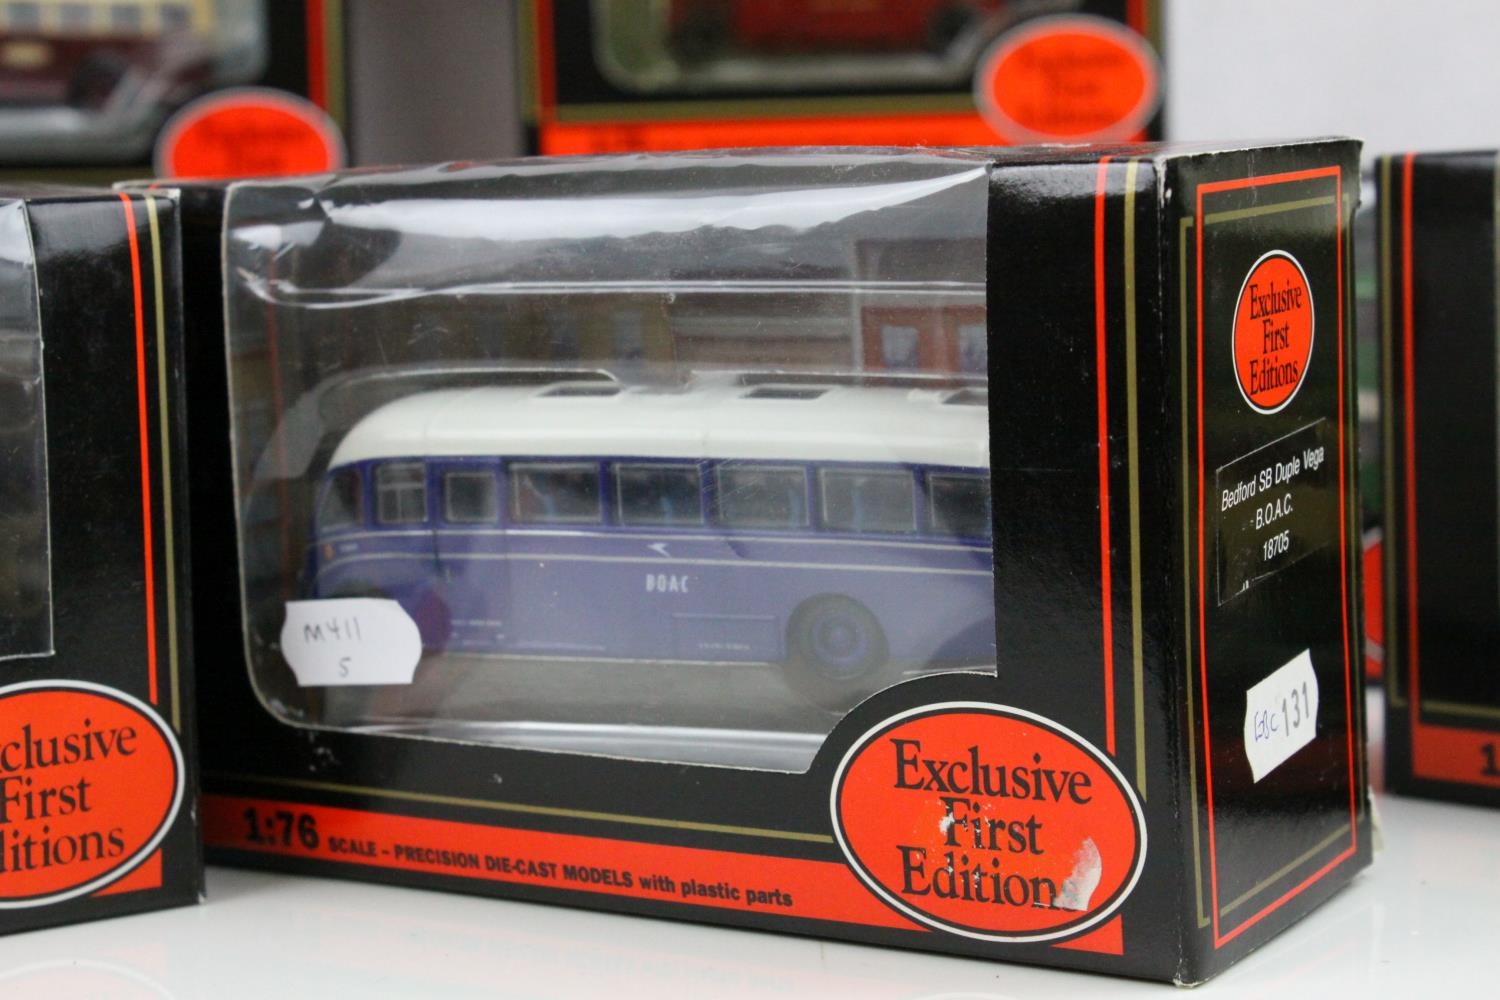 Exclusive
First
Editions
Bedford SB Duple Vega
B.O.A.C.
18705
BOAC
M411
5
131
xclusive
First
ditions
Exclusive
First
Editions
1:76 SCALE - PRECISION DIE-CAST MODELS with plastic parts